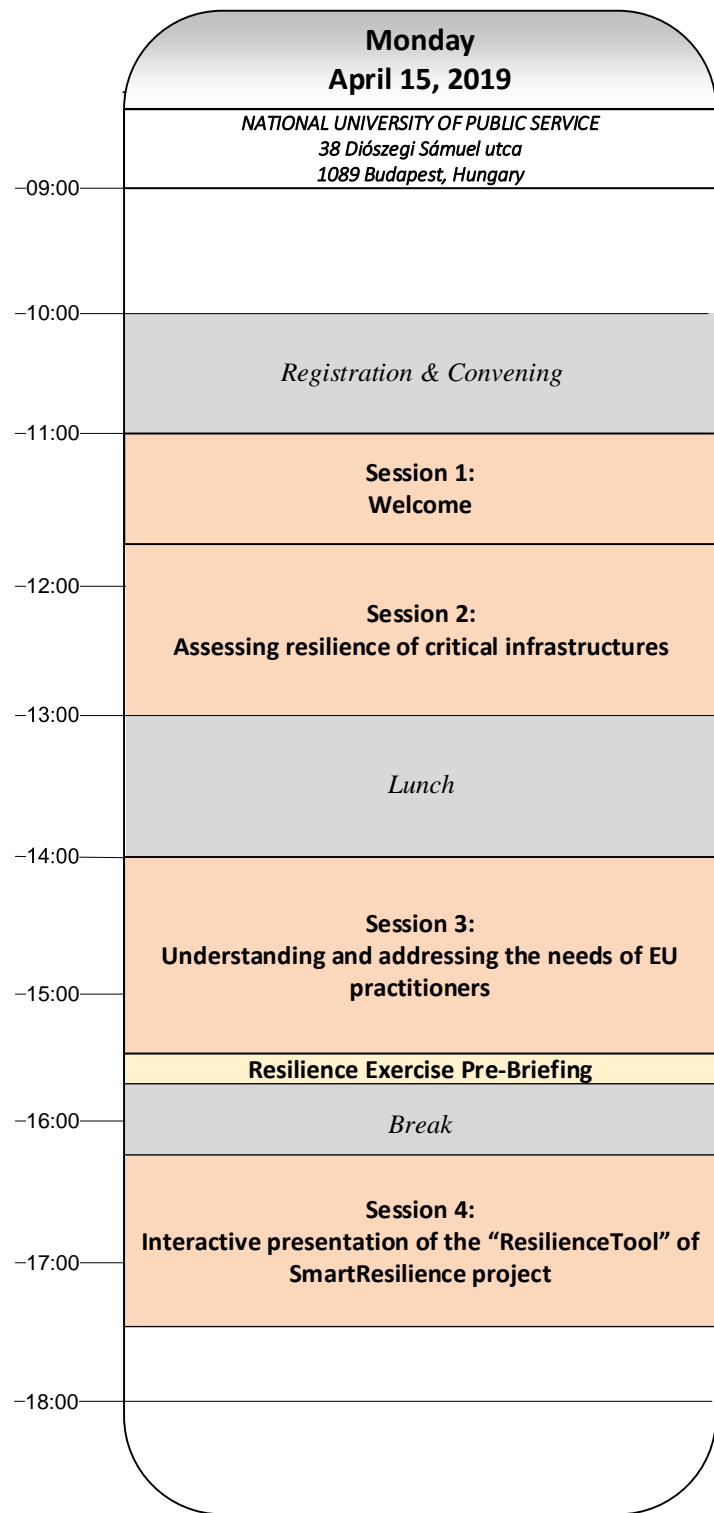 Monday
April 15, 2019
NATIONAL UNIVERSITY OF PUBLIC SERVICE
38 Diószegi Sámuel utca
1089 Budapest, Hungary
09:00
10:00
Registration & Convening
11:00
Session 1:
Welcome
12:00
Session 2:
Assessing resilience of critical infrastructures
13:00
Lunch
14:00
Session 3:
Understanding and addressing the needs of EU
practitioners
15:00
Resilience Exercise Pre-Briefing
16:00
Break
Session 4:
Interactive presentation of the “ResilienceTool” of
17:00
SmartResilience project
18:00